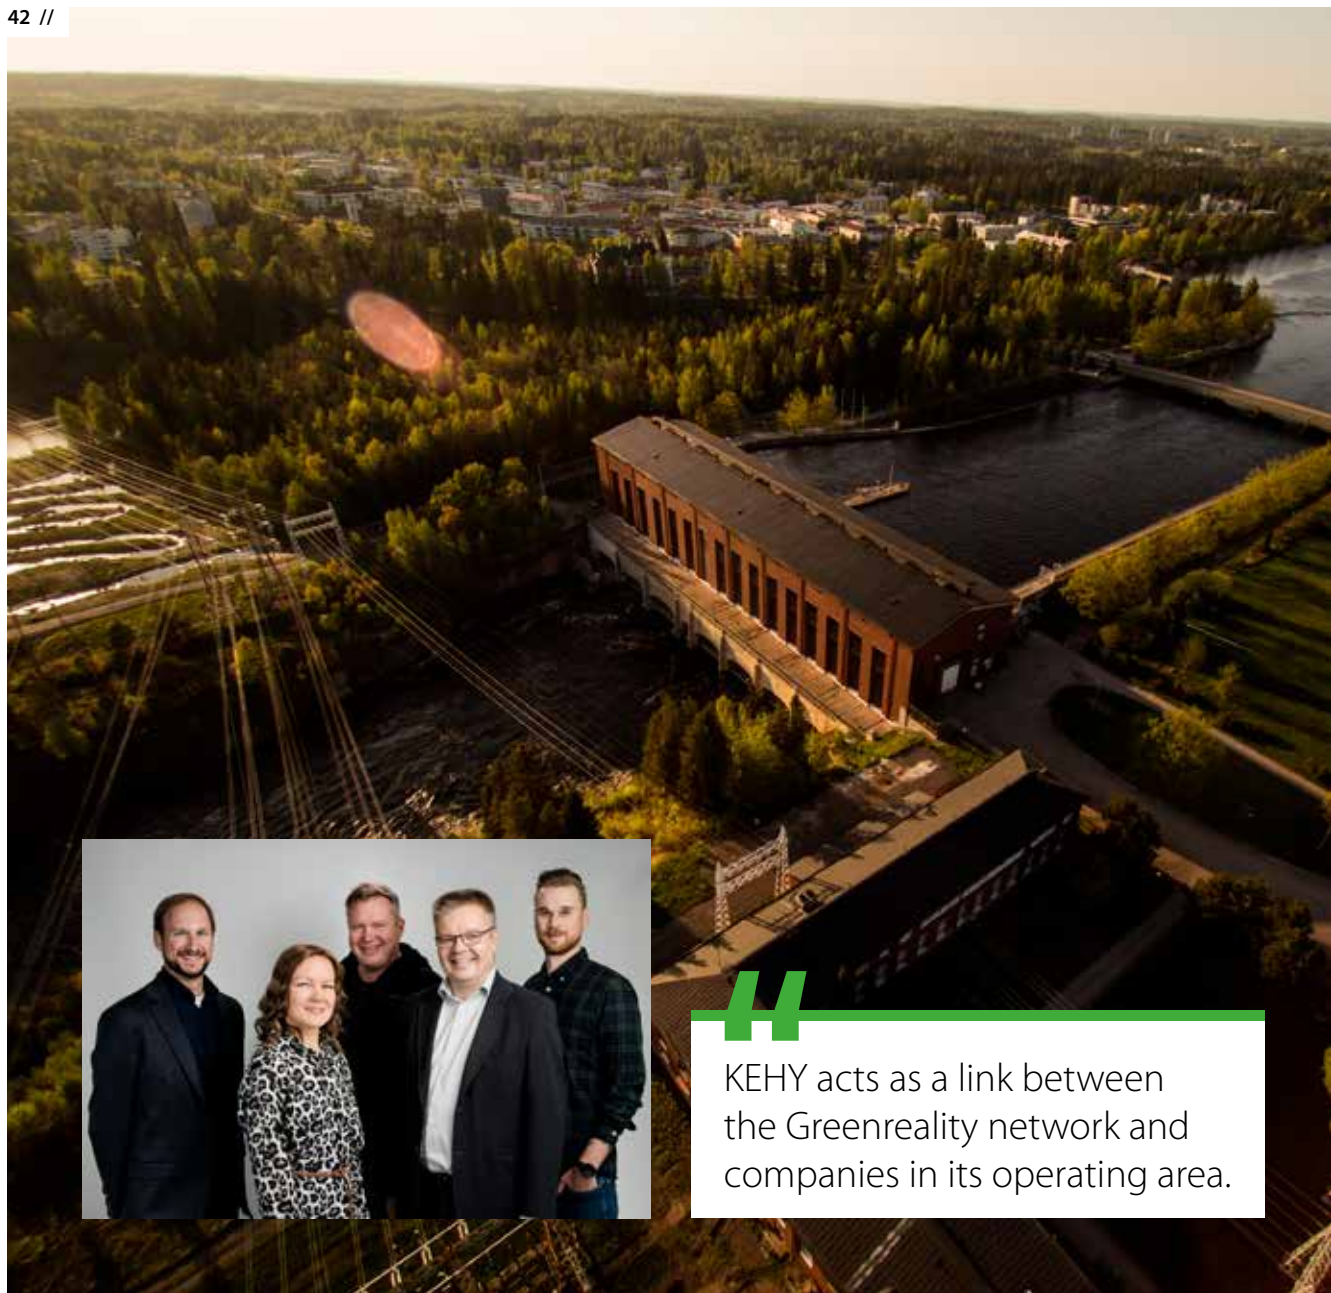 42 //
KEHY acts as a link between
the Greenreality network and
companies in its operating area.